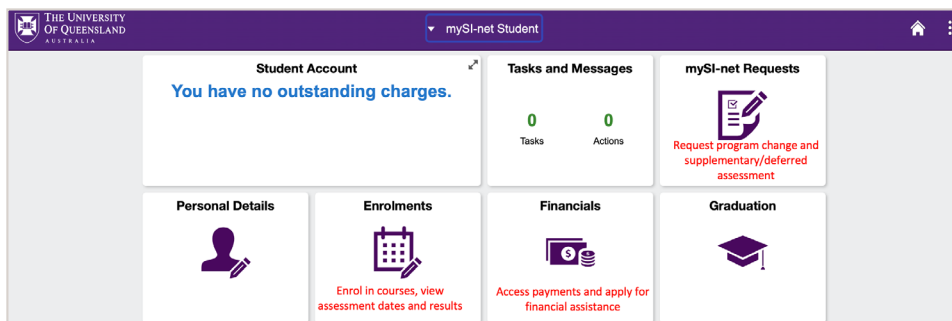 THE UNIVERSITY
OF QUEENSLAND
AUSTRALIA
mySI-net Student
Student Account
You have no outstanding charges.
Tasks and Messages
0
Tasks
0
Actions
mySI-net Requests
Request program change and
supplementary/deferred
assessment
Personal Details
Enrolments
Enrol in courses, view
assessment dates and results
Financials
$
Access payments and apply for
financial assistance
Graduation